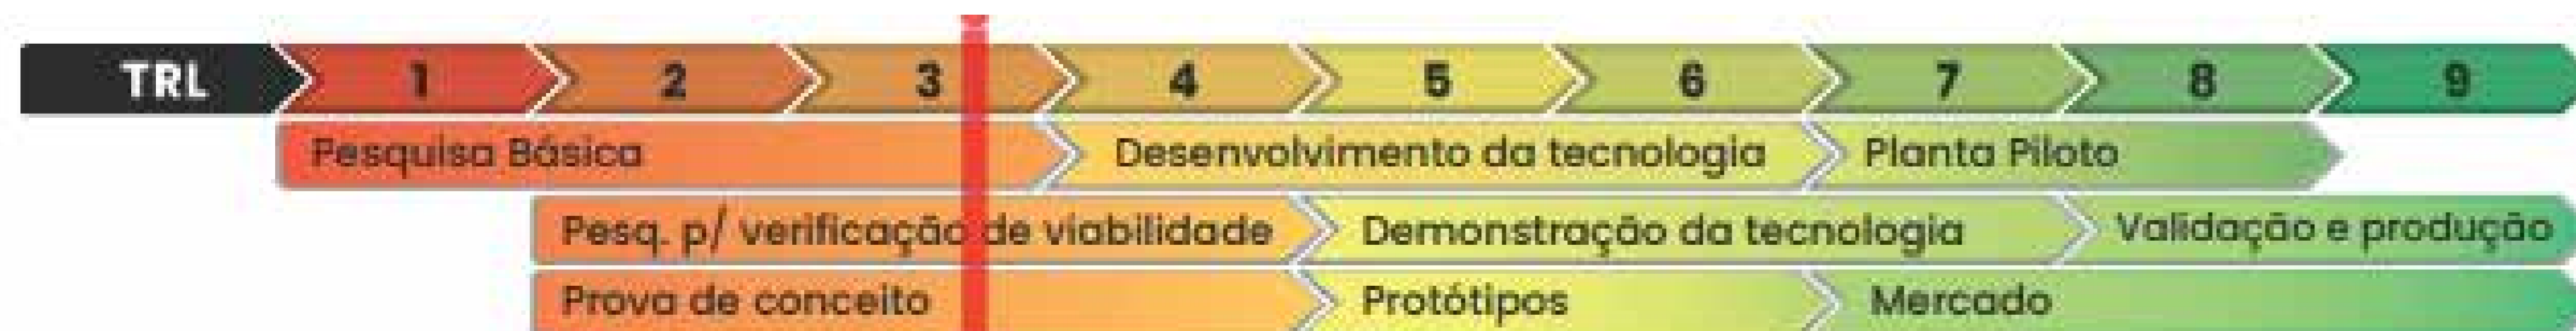 TRL 1 2 3 4 5 6 7 8 9
Pesquisa Básica Desenvolvimento da tecnologia Planta Piloto
Pesq. p/ verificação de viabilidade Demonstração da tecnologia Validação e produção
Prova de conceito Protótipos Mercado